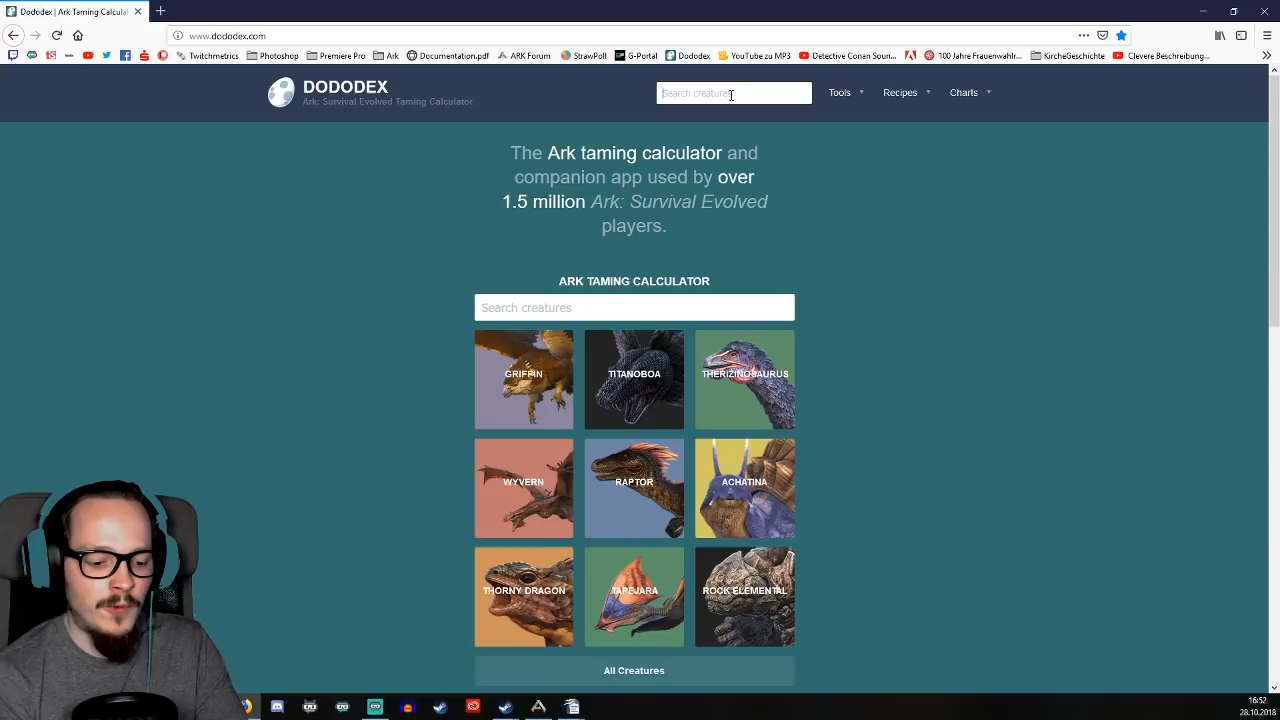 Dododex | Ark Taming Calculat
www.dododex.com
Twitchmetrics
Photoshop
Premiere Pro
Ark
Documentation.pdf
ARK Forum
StrawPoll
G-Portal
Dododex
YouTube zu MP3
Detective Conan Soun...
100 Jahre Frauenwahlr...
KircheGeschichte
Clevere Beschreibung...
DODODEX
Ark: Survival Evolved Taming Calculator
Search creatures
Tools
Recipes
Charts
The Ark taming calculator and
companion app used by over
1.5 million Ark: Survival Evolved
players.
ARK TAMING CALCULATOR
Search creatures
GRIFFIN
TITANOBOA
THERIZINOSAURUS
WYVERN
RAPTOR
ACHATINA
THORNY DRAGON
TAPEJARA
ROCK ELEMENTAL
All Creatures
16:52
28.10.2018